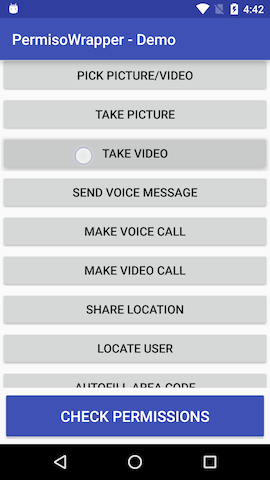 4:42
PermisoWrapper - Demo
PICK PICTURE/VIDEO
TAKE PICTURE
TAKE VIDEO
SEND VOICE MESSAGE
MAKE VOICE CALL
MAKE VIDEO CALL
SHARE LOCATION
LOCATE USER
AUTOFILL AREA CODE
CHECK PERMISSIONS